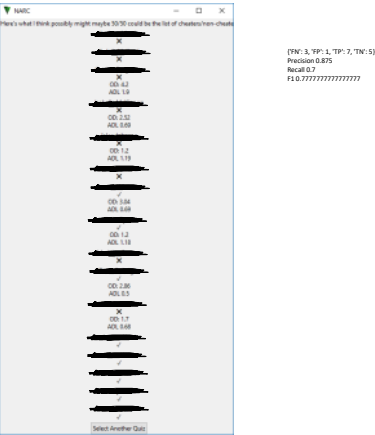 NARC
Here's what I think possibly might maybe 50/50 could be the list of cheaters/non-cheate
✕
✕
✕
OD: 6.2
ADL 1.9
✕
OD: 2.52
ADL 0.69
✕
OD: 1.2
ADL 1.19
✕
✕
✓
OD: 3.04
ADL 0.69
✓
OD: 1.2
ADL 1.18
✕
✓
OD: 2.86
ADL 0.5
✕
OD: 1.7
ADL 0.68
✓
✓
✓
✓
✓
Select Another Quiz
{'FN': 3, 'FP': 1, 'TP': 7, 'TN': 5}
Precision 0.875
Recall 0.7
F1 0.7777777777777777